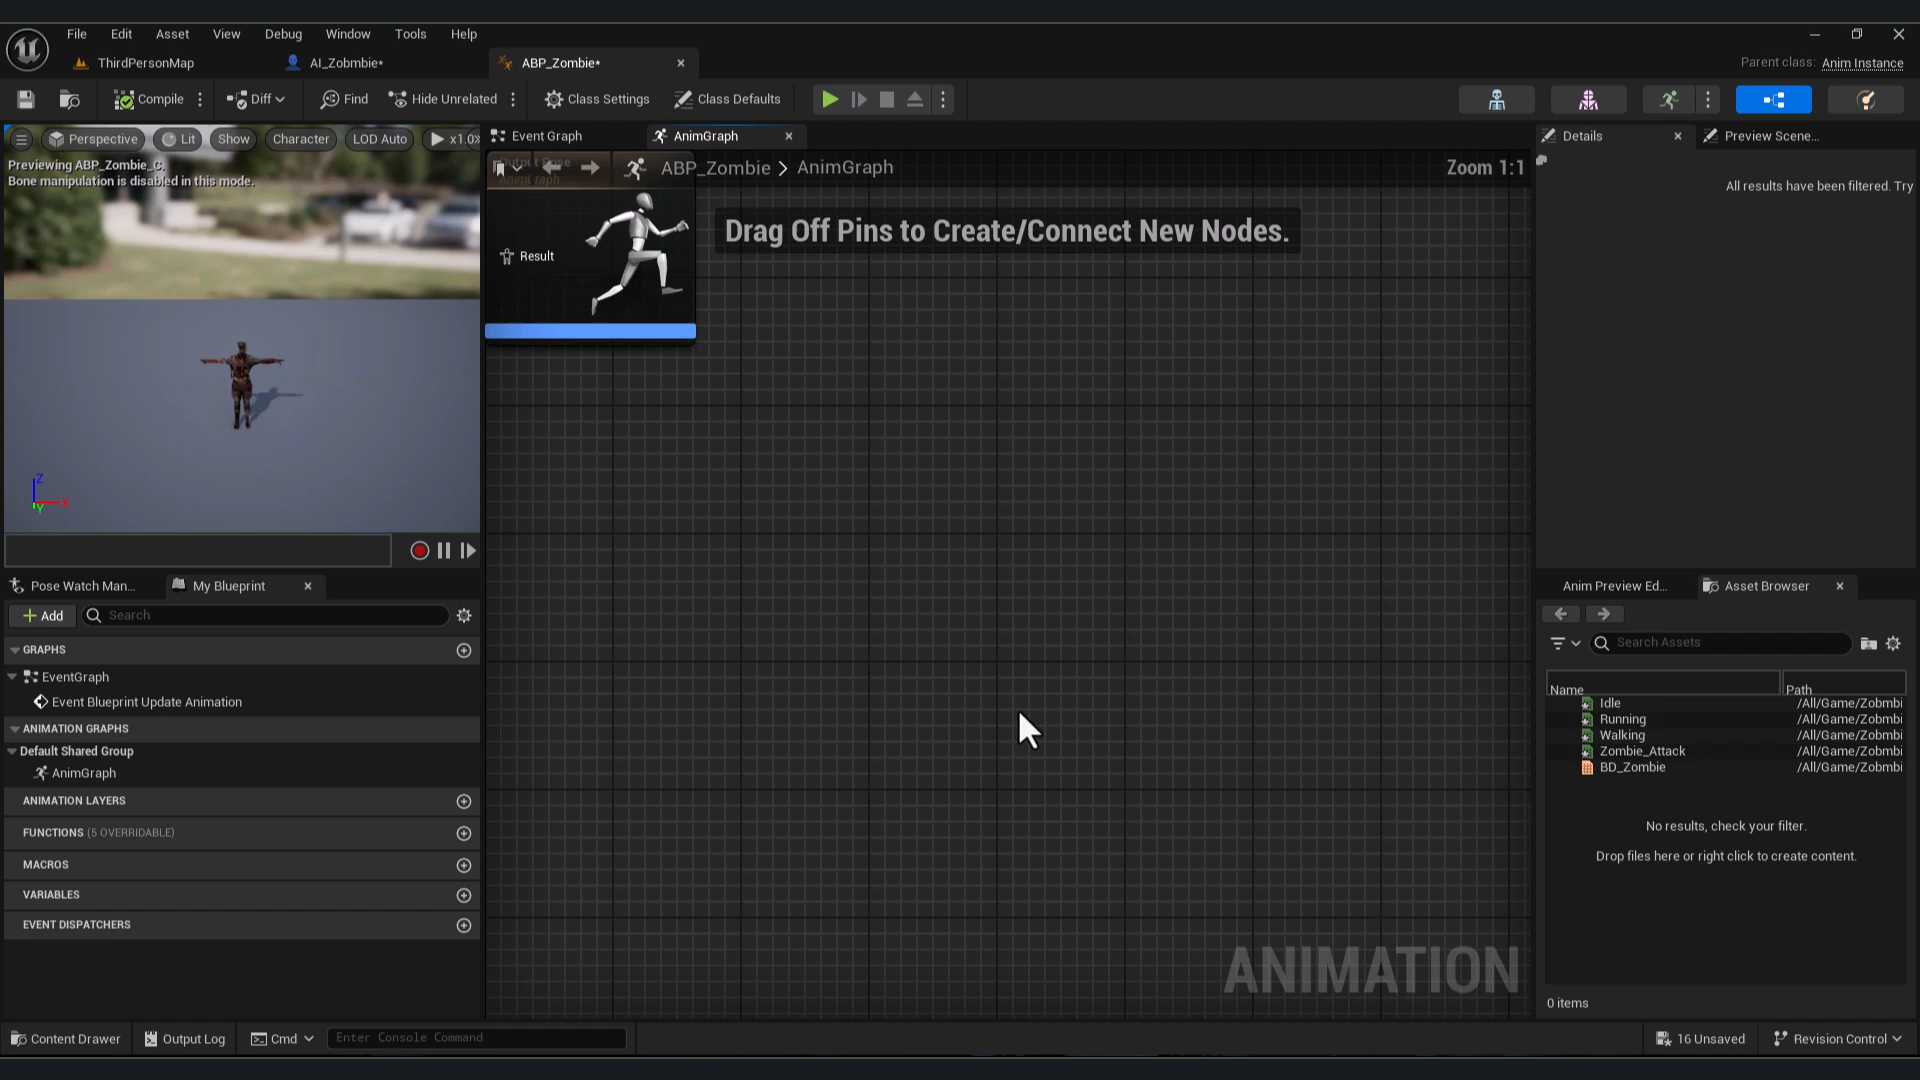 File Edit Asset View Debug Window Tools Help
ThirdPersonMap
AI_Zobmbie*
ABP_Zombie*
Parent class: Anim Instance
Compile
Diff
Find
Hide Unrelated
Class Settings
Class Defaults
Perspective
Lit
Show
Character
LOD Auto
x1.0
Previewing ABP_Zombie_C.
Bone manipulation is disabled in this mode.
Z
X
Y
Event Graph
AnimGraph
Output Pose
AnimGraph
ABP_Zombie > AnimGraph
Zoom 1:1
Result
Drag Off Pins to Create/Connect New Nodes.
ANIMATION
Details
Preview Scene...
All results have been filtered. Try
Pose Watch Man...
My Blueprint
Add
Search
GRAPHS
EventGraph
Event Blueprint Update Animation
ANIMATION GRAPHS
Default Shared Group
AnimGraph
ANIMATION LAYERS
FUNCTIONS (5 OVERRIDABLE)
MACROS
VARIABLES
EVENT DISPATCHERS
Anim Preview Ed...
Asset Browser
Search Assets
Name Path
Idle /All/Game/Zobmbi
Running /All/Game/Zobmbi
Walking /All/Game/Zobmbi
Zombie_Attack /All/Game/Zobmbi
BD_Zombie /All/Game/Zobmbi
No results, check your filter.
Drop files here or right click to create content.
0 items
Content Drawer
Output Log
Cmd
Enter Console Command
16 Unsaved
Revision Control